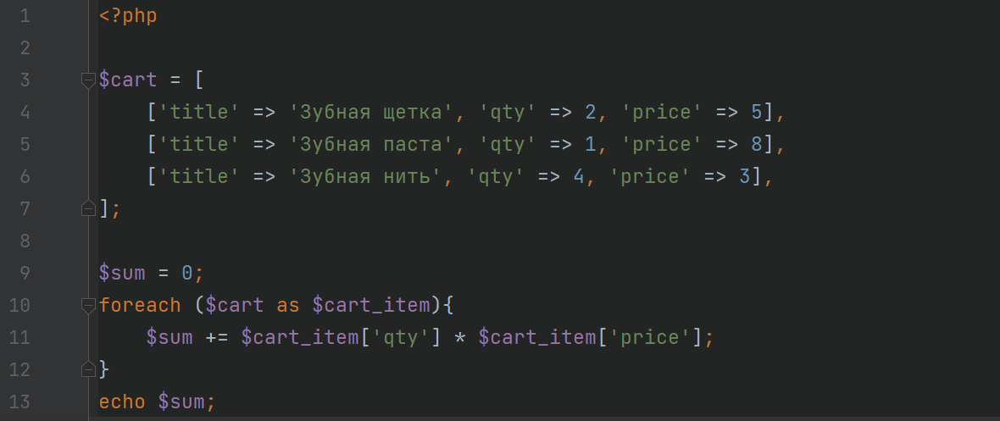 1 <?php
2
3 $cart = [
4     ['title' => 'Зубная щетка', 'qty' => 2, 'price' => 5],
5     ['title' => 'Зубная паста', 'qty' => 1, 'price' => 8],
6     ['title' => 'Зубная нить', 'qty' => 4, 'price' => 3],
7 ];
8
9 $sum = 0;
10 foreach ($cart as $cart_item){
11     $sum += $cart_item['qty'] * $cart_item['price'];
12 }
13 echo $sum;